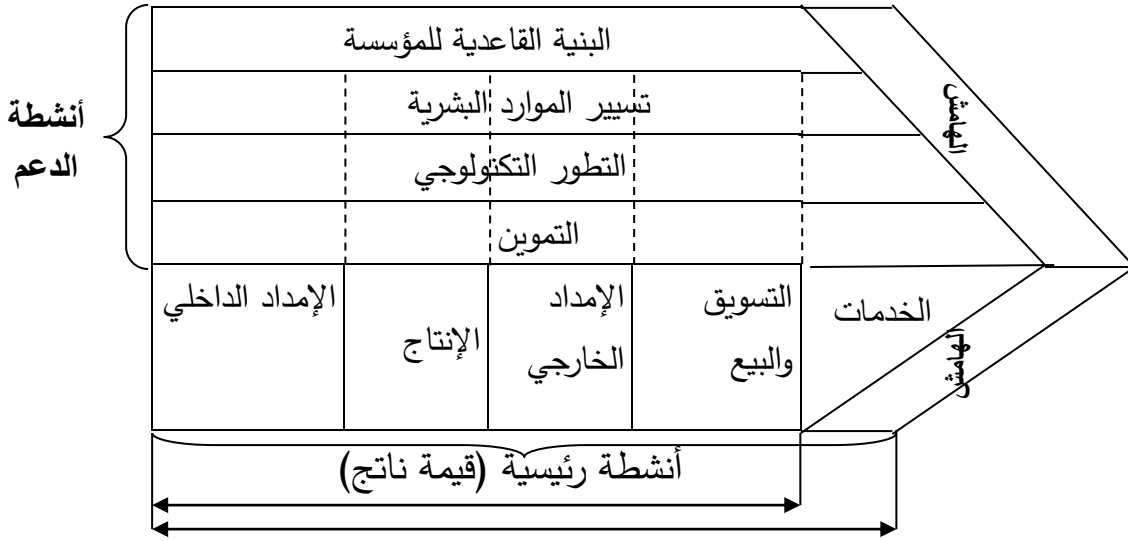 البنية القاعدية للمؤسسة
تسيير الموارد البشرية
التطور التكنولوجي
التموين
أنشطة
الدعم
الهامش
الإمداد الداخلي
الإنتاج
الإمداد
الخارجي
التسويق
والبيع
الخدمات
الهامش
أنشطة رئيسية (قيمة ناتج)